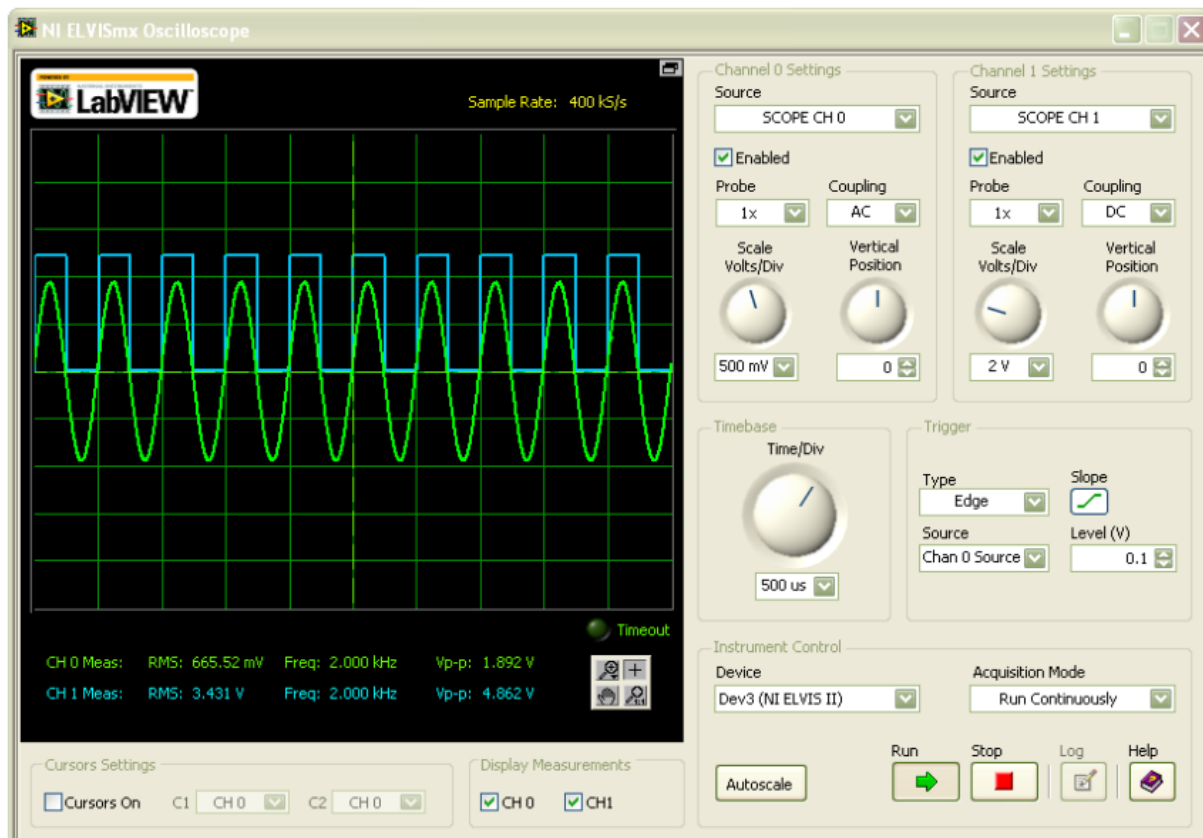 NI ELVISmx Oscilloscope
LabVIEW
Sample Rate: 400 kS/s
Timeout
CH 0 Meas: RMS: 665.52 mV Freq: 2.000 kHz Vp-p: 1.892 V
CH 1 Meas: RMS: 3.431 V Freq: 2.000 kHz Vp-p: 4.862 V
Cursors Settings
Cursors On C1 CH 0 C2 CH 0
Display Measurements
CH 0 CH1
Channel 0 Settings
Source
SCOPE CH 0
Enabled
Probe Coupling
1x AC
Scale Vertical
Volts/Div Position
500 mV 0
Channel 1 Settings
Source
SCOPE CH 1
Enabled
Probe Coupling
1x DC
Scale Vertical
Volts/Div Position
2 V 0
Timebase
Time/Div
500 us
Trigger
Type Slope
Edge
Source Level (V)
Chan 0 Source 0.1
Instrument Control
Device Acquisition Mode
Dev3 (NI ELVIS II) Run Continuously
Run Stop Log Help
Autoscale